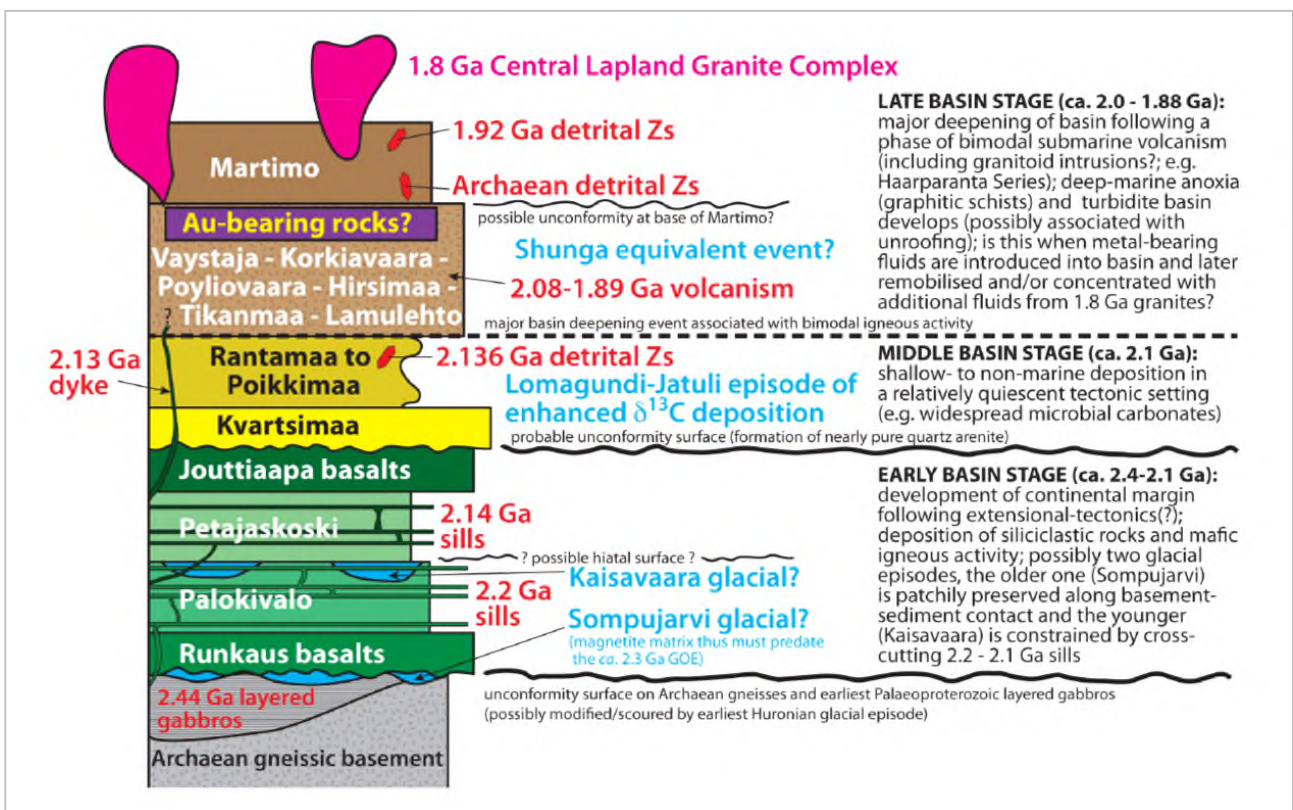 1.8 Ga Central Lapland Granite Complex
1.92 Ga detrital Zs
Martimo
Archaean detrital Zs
possible unconformity at base of Martimo?
Au-bearing rocks?
Shunga equivalent event?
Vaystaja - Korkiavaara -
Poyliovaara - Hirsimaa -
? Tikanmaa - Lamulehto
2.08-1.89 Ga volcanism
major basin deepening event associated with bimodal igneous activity
2.13 Ga
dyke
Rantamaa to
Poikkimaa
2.136 Ga detrital Zs
Lomagundi-Jatuli episode of
enhanced δ13C deposition
Kvartsimaa
probable unconformity surface (formation of nearly pure quartz arenite)
Jouttiaapa basalts
Petajaskoski
2.14 Ga
sills
? possible hiatal surface ?
Kaisavaara glacial?
Palokivalo
2.2 Ga
sills
Sompujarvi glacial?
(magnetite matrix thus must predate
the ca. 2.3 Ga GOE)
Runkaus basalts
2.44 Ga layered
gabbros
unconformity surface on Archaean gneisses and earliest Palaeoproterozoic layered gabbros
(possibly modified/scoured by earliest Huronian glacial episode)
Archaean gneissic basement
LATE BASIN STAGE (ca. 2.0 - 1.88 Ga):
major deepening of basin following a
phase of bimodal submarine volcanism
(including granitoid intrusions?; e.g.
Haarparanta Series); deep-marine anoxia
(graphitic schists) and turbidite basin
develops (possibly associated with
unroofing); is this when metal-bearing
fluids are introduced into basin and later
remobilised and/or concentrated with
additional fluids from 1.8 Ga granites?
MIDDLE BASIN STAGE (ca. 2.1 Ga):
shallow- to non-marine deposition in
a relatively quiescent tectonic setting
(e.g. widespread microbial carbonates)
EARLY BASIN STAGE (ca. 2.4-2.1 Ga):
development of continental margin
following extensional-tectonics(?);
deposition of siliciclastic rocks and mafic
igneous activity; possibly two glacial
episodes, the older one (Sompujarvi)
is patchily preserved along basement-
sediment contact and the younger
(Kaisavaara) is constrained by cross-
cutting 2.2 - 2.1 Ga sills